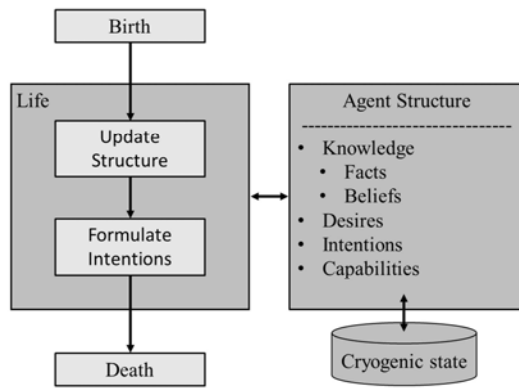 Birth
Life
Update
Structure
Formulate
Intentions
Death
Agent Structure
--------------------------------
• Knowledge
• Facts
• Beliefs
• Desires
• Intentions
• Capabilities
Cryogenic state